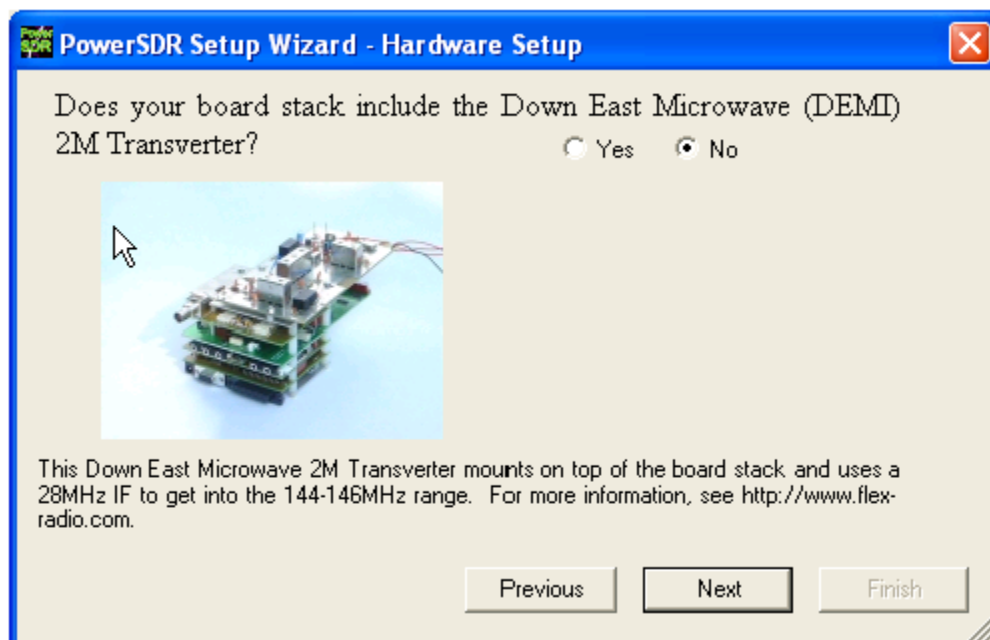 Power SDR
PowerSDR Setup Wizard - Hardware Setup
Does your board stack include the Down East Microwave (DEMI)
2M Transverter?
Yes No
This Down East Microwave 2M Transverter mounts on top of the board stack and uses a
28MHz IF to get into the 144-146MHz range. For more information, see http://www.flex-
radio.com.
Previous Next Finish